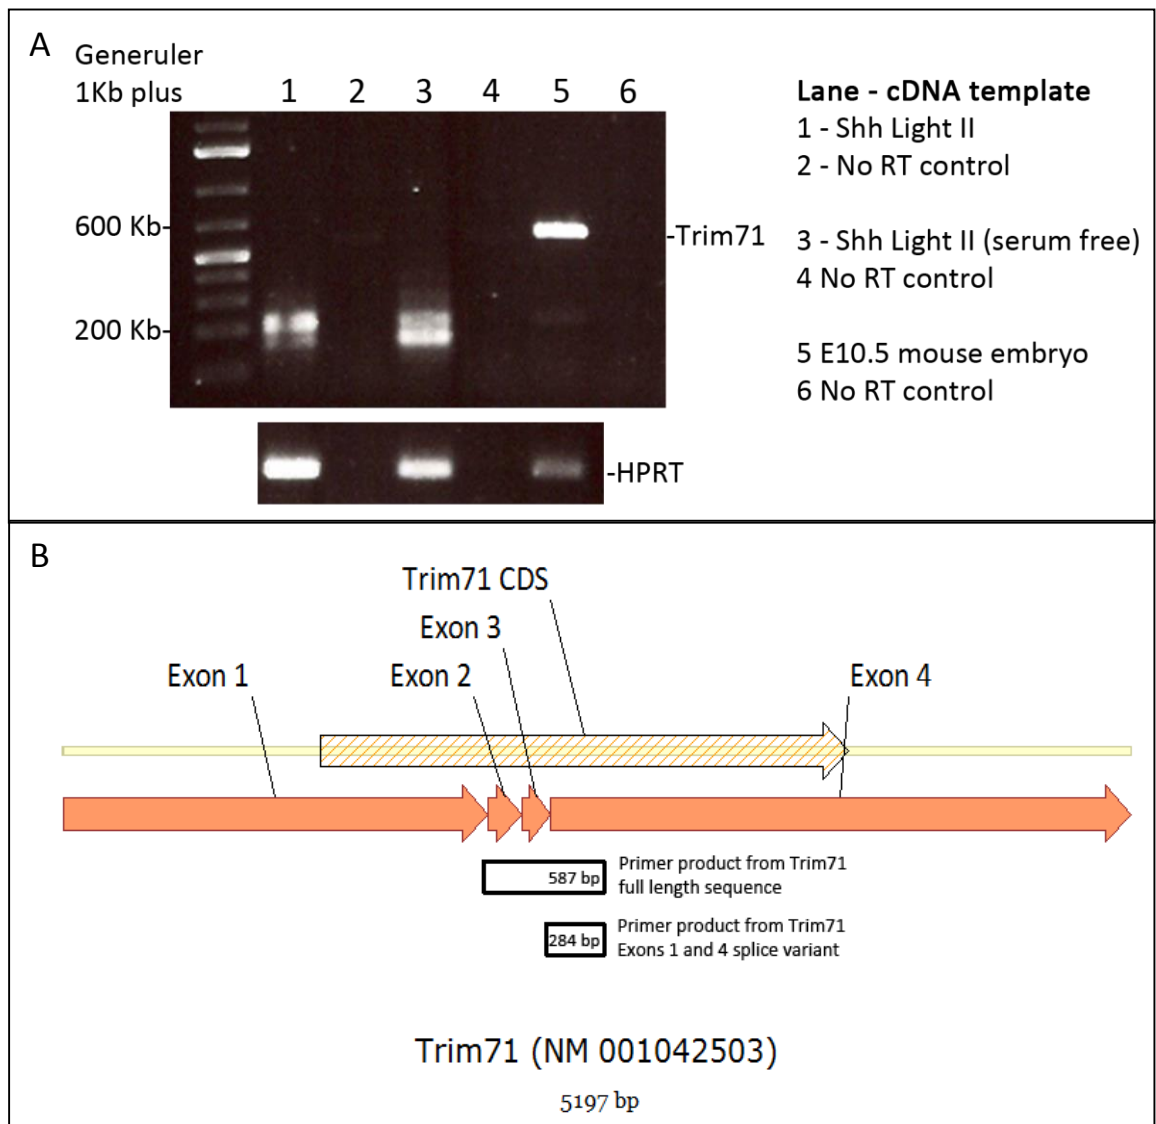 A
Generuler
1Kb plus
1 2 3 4 5 6
600 Kb-
200 Kb-
-Trim71
-HPRT
Lane - cDNA template
1 - Shh Light II
2 - No RT control
3 - Shh Light II (serum free)
4 No RT control
5 E10.5 mouse embryo
6 No RT control
B
Trim71 CDS
Exon 3
Exon 1
Exon 2
Exon 4
587 bp
Primer product from Trim71
full length sequence
284 bp
Primer product from Trim71
Exons 1 and 4 splice variant
Trim71 (NM 001042503)
5197 bp